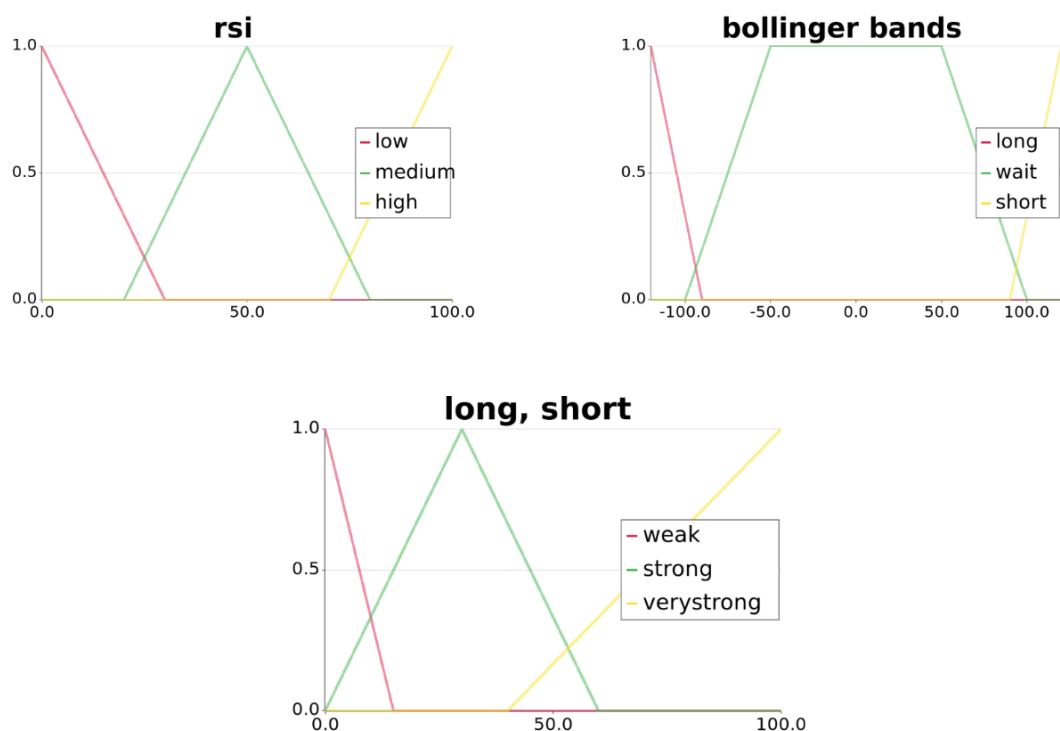 rsi
1.0
0.5
0.0
0.0 50.0 100.0
low
medium
high
bollinger bands
1.0
0.5
0.0
-100.0 -50.0 0.0 50.0 100.0
long
wait
short
long, short
1.0
0.5
0.0
0.0 50.0 100.0
weak
strong
verystrong